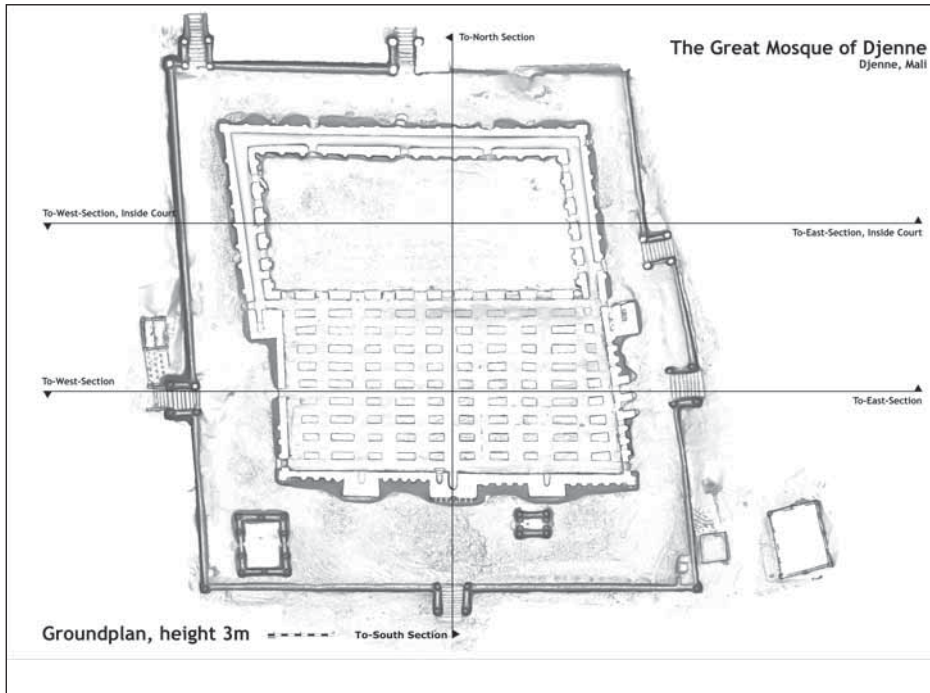 To-North Section
The Great Mosque of Djenne
Djenne, Mali
To-West-Section, Inside Court
To-East-Section, Inside Court
To-West-Section
To-East-Section
Groundplan, height 3m
To-South Section